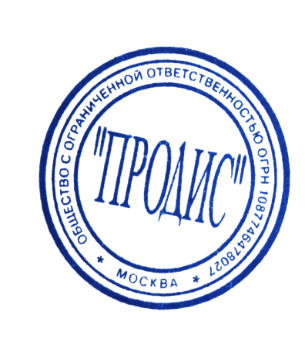 ОБЩЕСТВО С ОГРАНИЧЕННОЙ ОТВЕТСТВЕННОСТЬЮ ОГРН 1087746478027
"ПРОДИС"
* МОСКВА *